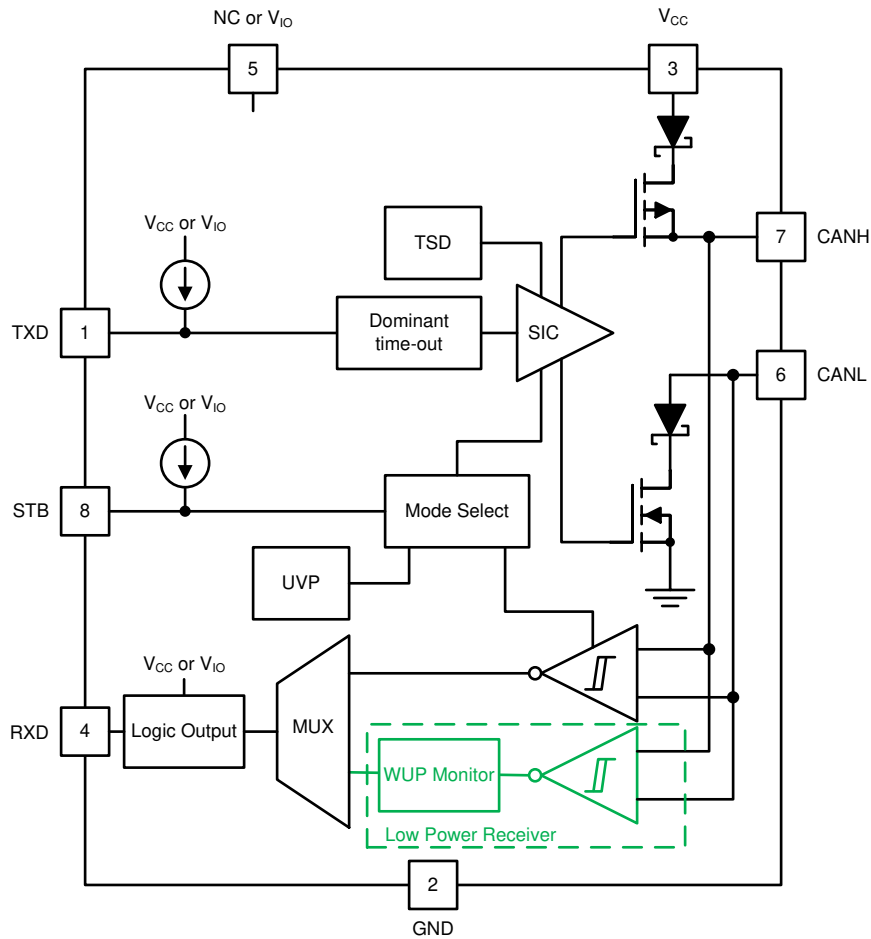 NC or VIO
VCC
5
3
VCC or VIO
TSD
7
CANH
TXD
1
Dominant
time-out
SIC
6
CANL
VCC or VIO
STB
8
Mode Select
UVP
VCC or VIO
RXD
4
Logic Output
MUX
WUP Monitor
Low Power Receiver
2
GND